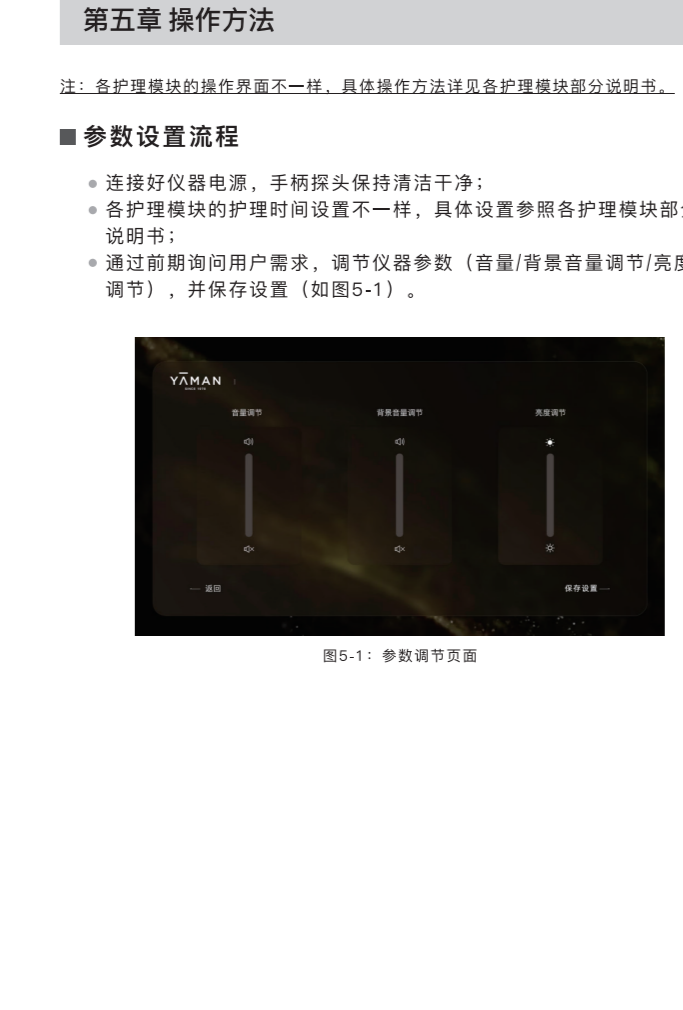 第五章 操作方法
注：各护理模块的操作界面不一样，具体操作方法详见各护理模块部分说明书。
参数设置流程
连接好仪器电源，手柄探头保持清洁干净；
各护理模块的护理时间设置不一样，具体设置参照各护理模块部
说明书；
通过前期询问用户需求，调节仪器参数（音量/背景音量调节/亮度
调节），并保存设置（如图5-1）。
YAMAN
SINCE 1978
音量调节 背景音量调节 亮度调节
返回 保存设置
图5-1：参数调节页面